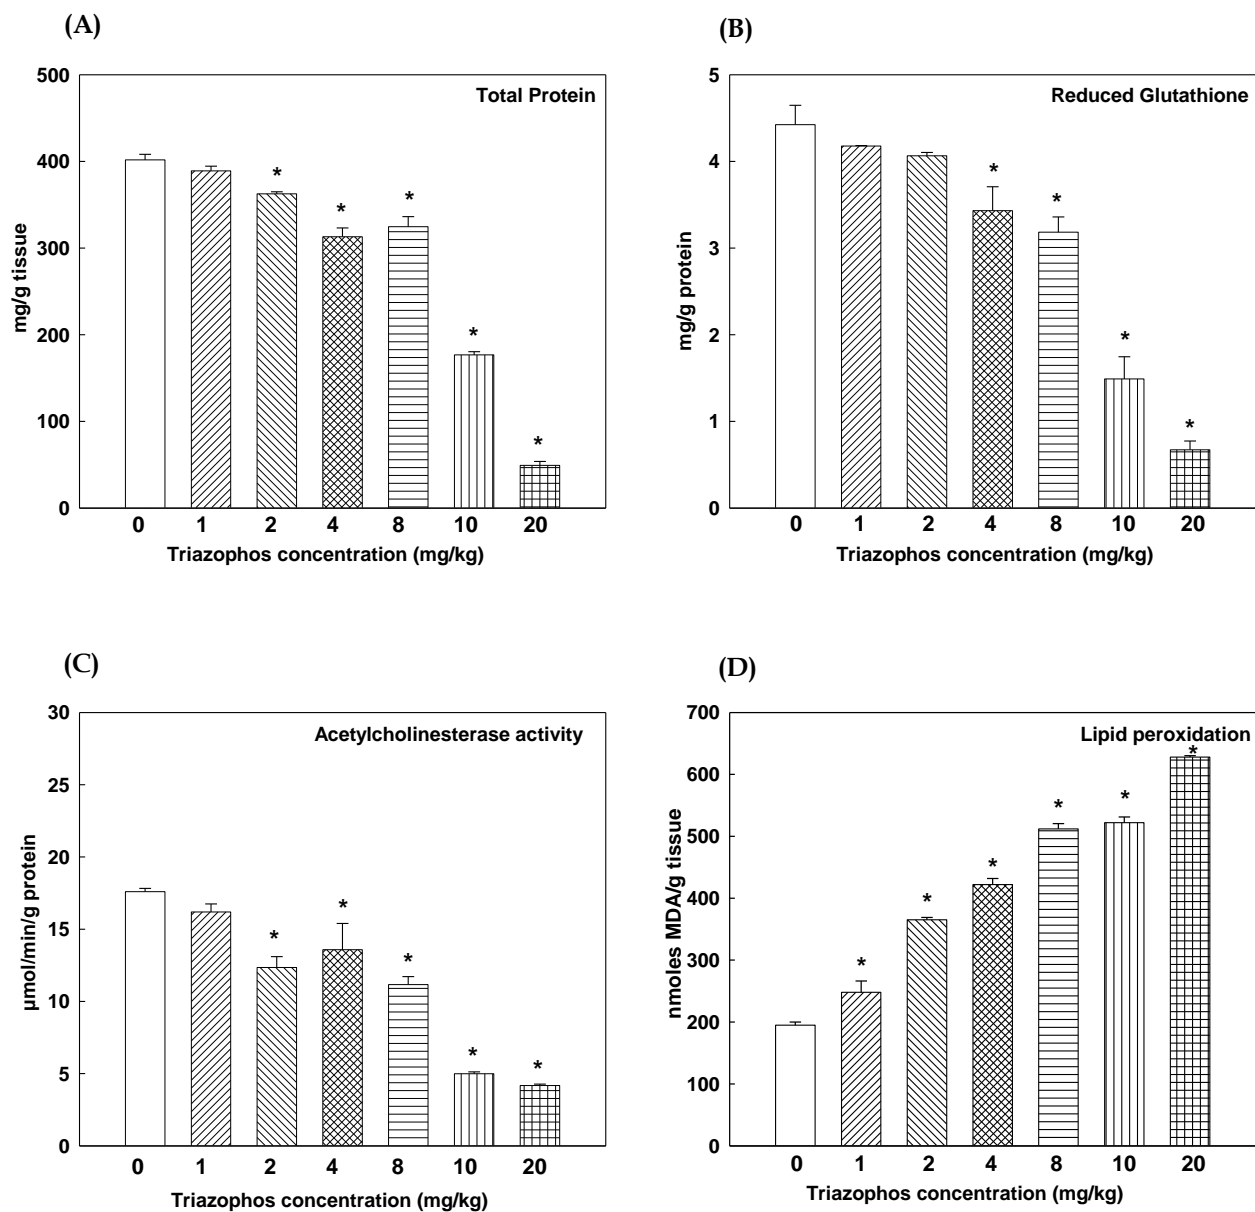 (A)
Total Protein
500
400
300
200
100
0
mg/g tissue
* * * * *
0 1 2 4 8 10 20
Triazophos concentration (mg/kg)
(B)
Reduced Glutathione
5
4
3
2
1
0
mg/g protein
* * * *
0 1 2 4 8 10 20
Triazophos concentration (mg/kg)
(C)
Acetylcholinesterase activity
30
25
20
15
10
5
0
µmol/min/g protein
* * * * *
0 1 2 4 8 10 20
Triazophos concentration (mg/kg)
(D)
Lipid peroxidation
700
600
500
400
300
200
100
0
nmoles MDA/g tissue
* * * * * *
0 1 2 4 8 10 20
Triazophos concentration (mg/kg)